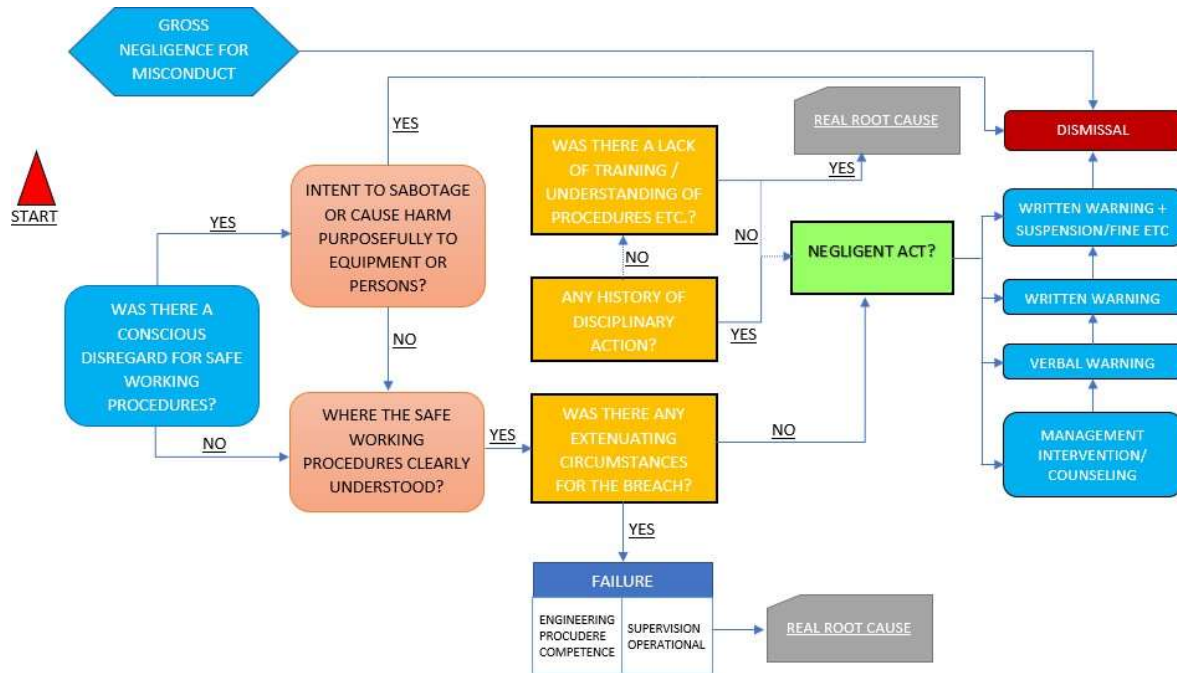 GROSS
NEGLIGENCE FOR
MISCONDUCT
START
YES
WAS THERE A
CONSCIOUS
DISREGARD FOR SAFE
WORKING
PROCEDURES?
NO
YES
INTENT TO SABOTAGE
OR CAUSE HARM
PURPOSEFULLY TO
EQUIPMENT OR
PERSONS?
NO
WHERE THE SAFE
WORKING
PROCEDURES CLEARLY
UNDERSTOOD?
YES
WAS THERE A LACK
OF TRAINING /
UNDERSTANDING OF
PROCEDURES ETC.?
YES
NO
NO
ANY HISTORY OF
DISCIPLINARY
ACTION?
YES
WAS THERE ANY
EXTENUATING
CIRCUMSTANCES
FOR THE BREACH?
NO
YES
FAILURE
ENGINEERING
PROCUDERE
COMPETENCE
SUPERVISION
OPERATIONAL
REAL ROOT CAUSE
REAL ROOT CAUSE
NEGLIGENT ACT?
DISMISSAL
WRITTEN WARNING +
SUSPENSION/FINE ETC
WRITTEN WARNING
VERBAL WARNING
MANAGEMENT
INTERVENTION/
COUNSELING